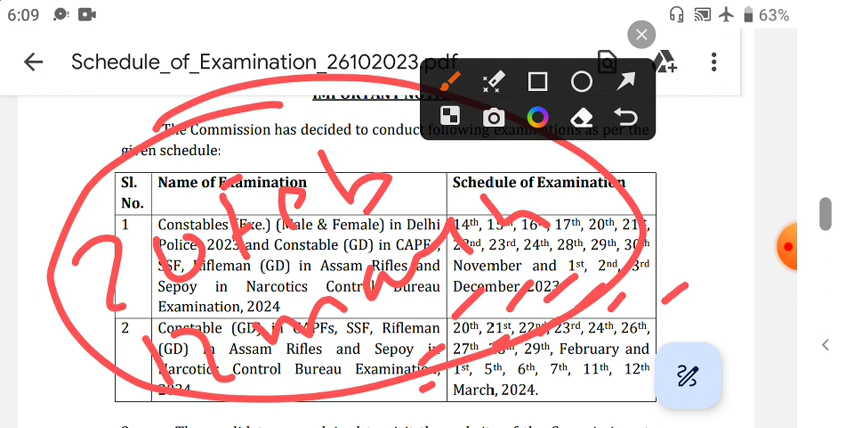 6:09
63%
Schedule_of_Examination_26102023.pdf
IMPORTANT NOTICE
The Commission has decided to conduct following examinations as per the
given schedule:
Sl. No.
Name of Examination
Schedule of Examination
1
Constables (Exe.) (Male & Female) in Delhi
Police, 2023 and Constable (GD) in CAPFs,
SSF, Rifleman (GD) in Assam Rifles and
Sepoy in Narcotics Control Bureau
Examination, 2024
14th, 15th, 16th, 17th, 20th, 21st,
22nd, 23rd, 24th, 28th, 29th, 30th
November and 1st, 2nd, 3rd
December, 2023
2
Constable (GD) in CAPFs, SSF, Rifleman
(GD) in Assam Rifles and Sepoy in
Narcotics Control Bureau Examination,
2024
20th, 21st, 22nd, 23rd, 24th, 26th,
27th, 28th, 29th, February and
1st, 5th, 6th, 7th, 11th, 12th
March, 2024.
20 Feb
12 march